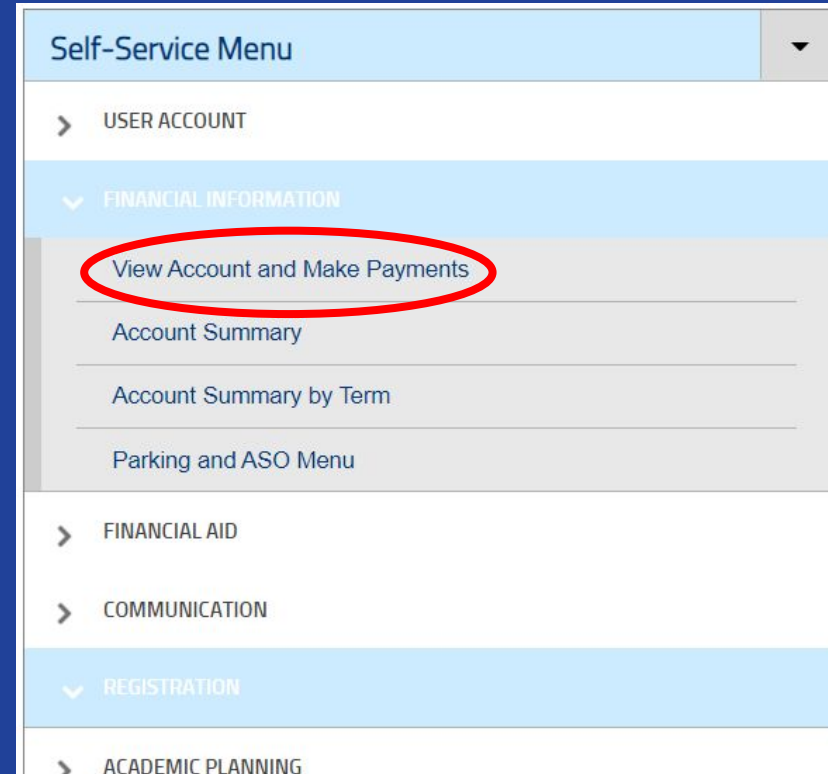 Self-Service Menu
USER ACCOUNT
FINANCIAL INFORMATION
View Account and Make Payments
Account Summary
Account Summary by Term
Parking and ASO Menu
FINANCIAL AID
COMMUNICATION
REGISTRATION
ACADEMIC PLANNING